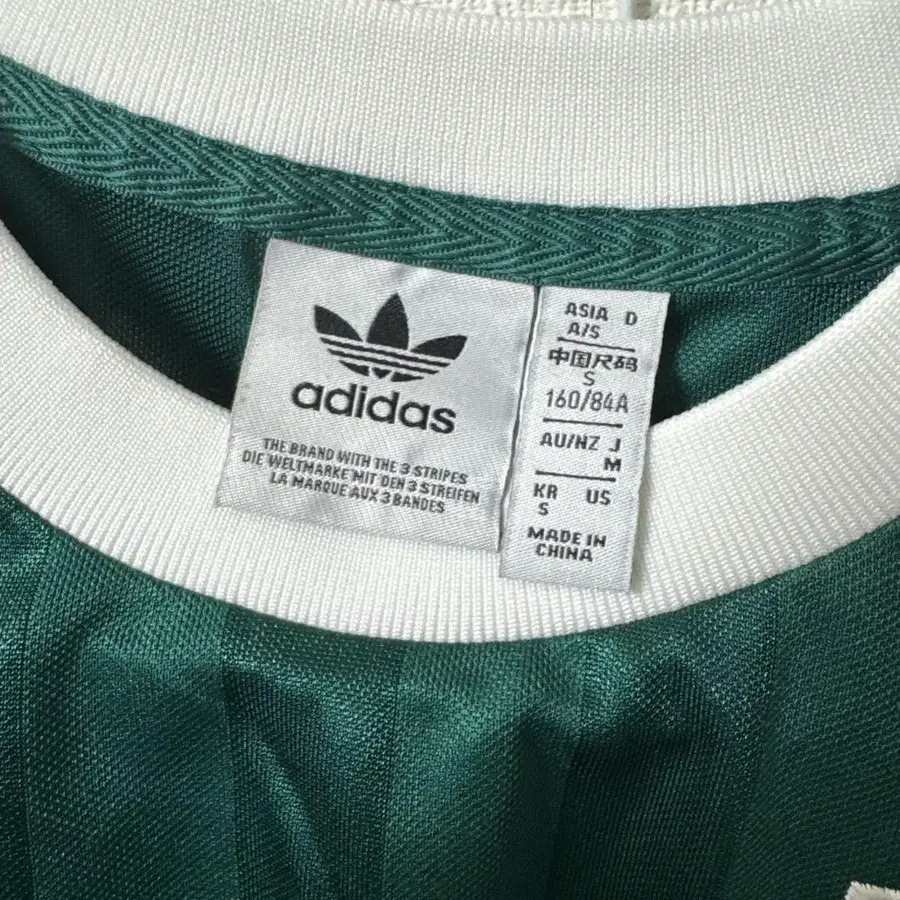 adidas
THE BRAND WITH THE 3 STRIPES
DIE WELTMARKE MIT DEN 3 STREIFEN
LA MARQUE AUX 3 BANDES
ASIA D
A/S
中国尺码
S
160/84A
AU/NZ J
M
KR US
S
MADE IN
CHINA